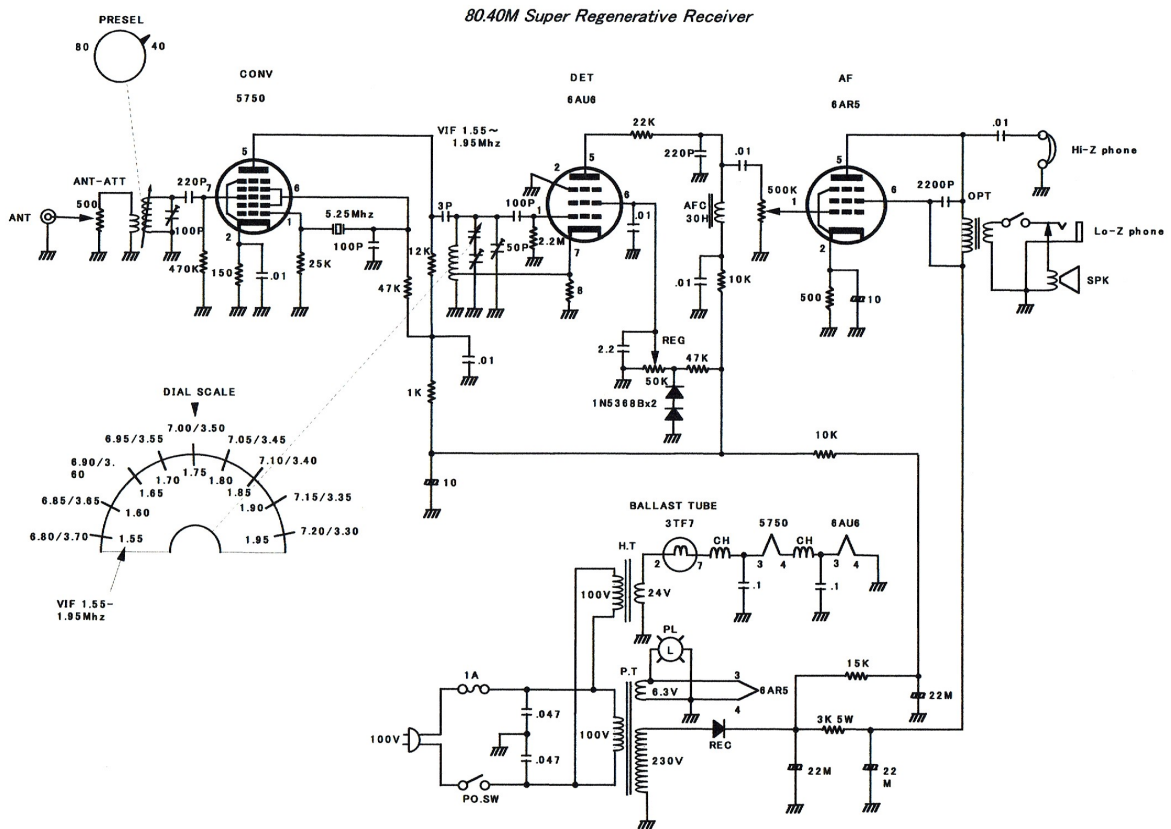 80.40M Super Regenerative Receiver
PRESEL
80
40
CONV
5750
DET
6AU6
AF
6AR5
VIF 1.55~
1.95Mhz
22K
220P
.01
.01
Hi-Z phone
ANT-ATT
500
ANT
220P
100P
470K
7
5
6
1
2
150
.01
25K
5.25Mhz
100P
47K
12K
3P
100P
50P
2.2M
2
5
6
1
7
8
.01
AFC
30H
.01
10K
500K
1
5
6
2
2200P
OPT
500
10
Lo-Z phone
SPK
.01
1K
2.2
REG
50K
47K
1N5368Bx2
10K
10
DIAL SCALE
7.00/3.50
6.95/3.55
7.05/3.45
6.90/3.
60
7.10/3.40
6.85/3.65
7.15/3.35
6.80/3.70
7.20/3.30
1.55
1.60
1.65
1.70
1.75
1.80
1.85
1.90
1.95
VIF 1.55-
1.95Mhz
BALLAST TUBE
3TF7
2
7
CH
5750
3
4
CH
6AU6
3
4
.1
.1
H.T
100V
24V
PL
L
P.T
6.3V
3
4
6AR5
1A
.047
.047
100V
100V
PO.SW
230V
REC
15K
22M
3K 5W
22M
22
M